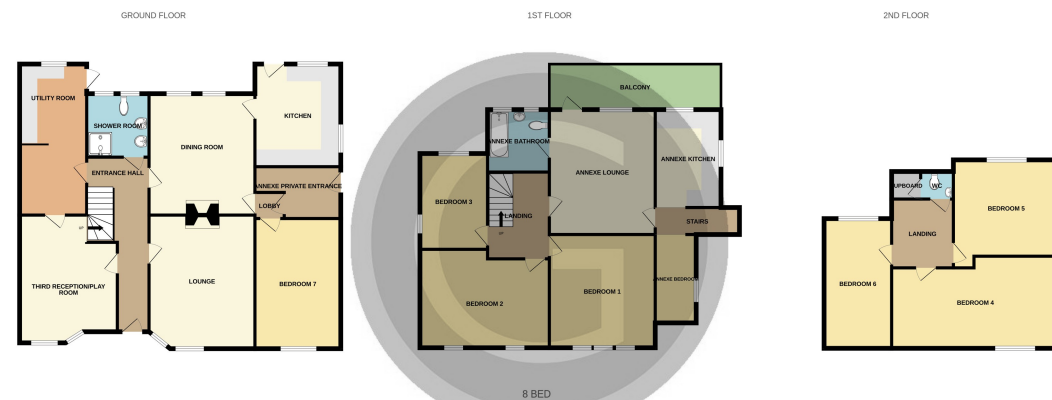 GROUND FLOOR
UTILITY ROOM
SHOWER ROOM
ENTRANCE HALL
DINING ROOM
KITCHEN
ANNEXE PRIVATE ENTRANCE
LOBBY
UP
THIRD RECEPTION/PLAY
ROOM
LOUNGE
BEDROOM 7
1ST FLOOR
BALCONY
ANNEXE BATHROOM
ANNEXE LOUNGE
ANNEXE KITCHEN
BEDROOM 3
LANDING
UP
STAIRS
ANNEXE BEDROOM
BEDROOM 2
BEDROOM 1
8 BED
2ND FLOOR
UPBOARD
WC
BEDROOM 5
LANDING
BEDROOM 6
BEDROOM 4
G